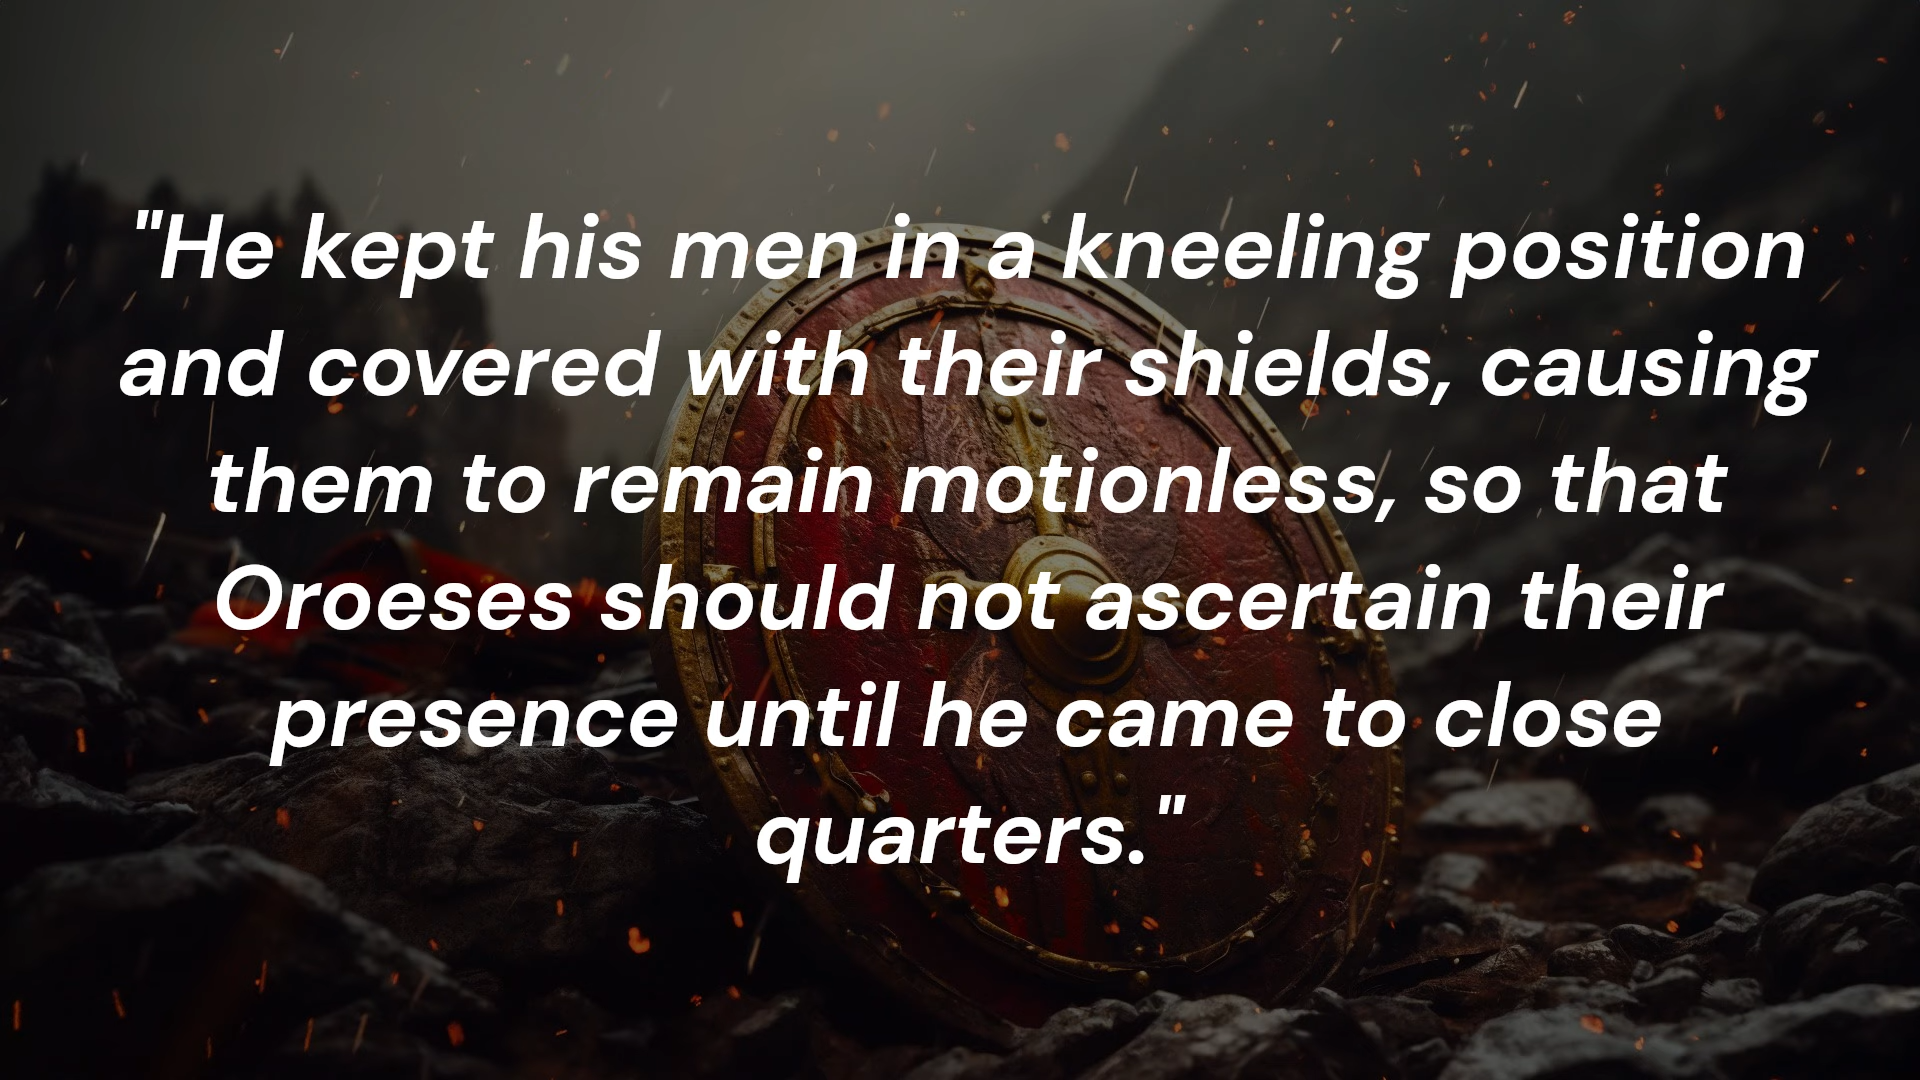 "He kept his men in a kneeling position
and covered with their shields, causing
them to remain motionless, so that
Oroeses should not ascertain their
presence until he came to close
quarters."